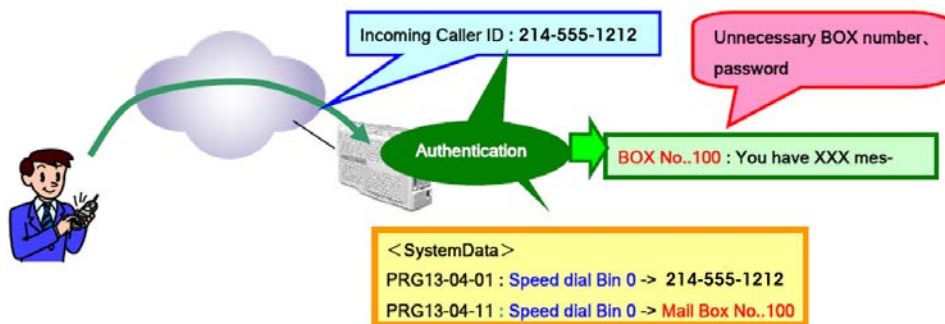 Incoming Caller ID : 214-555-1212
Unnecessary BOX number、
password
Authentication
BOX No..100 : You have XXX mes-
＜SystemData＞
PRG13-04-01 : Speed dial Bin 0 -> 214-555-1212
PRG13-04-11 : Speed dial Bin 0 -> Mail Box No..100